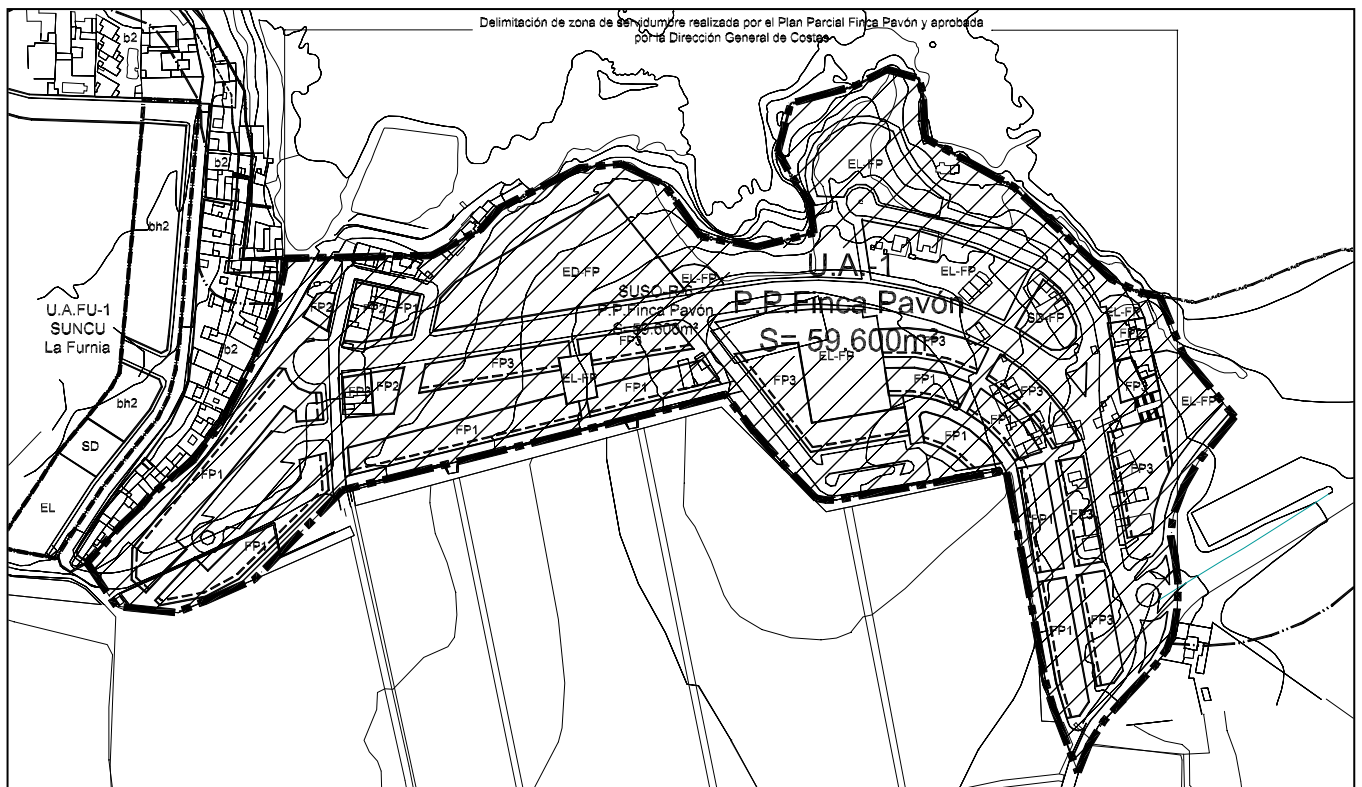 Delimitación de zona de servidumbre realizada por el Plan Parcial Finca Pavón y aprobada
por la Dirección General de Costas
b2
b2
bh2
b2
bh2
SD
EL
U.A.FU-1
SUNCU
La Furnia
EL-FP
ED-FP
EL-FP
EL-FP
SUSO
P.P.Finca Pavón
U.A.-1
P.P.Finca Pavón
S= 59.600m²
FP2
FP2
FP1
FP3
FP3
FP2
EL-FP
FP1
FP1
FP1
FP1
FP3
EL-FP
FP3
FP1
FP1
FP3
EL-FP
FP3
EL-FP
FP3
FP1
FP3
FP1
FP3